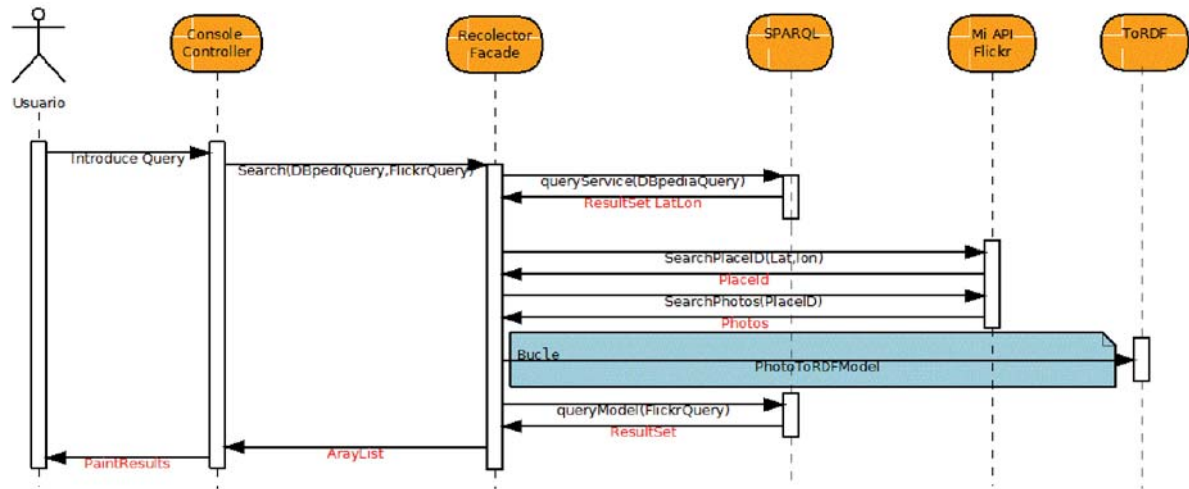 Console
Controller
Recolector
Facade
SPARQL
Mi API
Flickr
ToRDF
Usuario
Introduce Query
Search(DBpediQuery,FlickrQuery)
queryService(DBpediaQuery)
ResultSet LatLon
SearchPlaceID(Lat,lon)
PlaceId
SearchPhotos(PlaceID)
Photos
Bucle
PhotoToRDFModel
queryModel(FlickrQuery)
ResultSet
ArayList
PaintResults